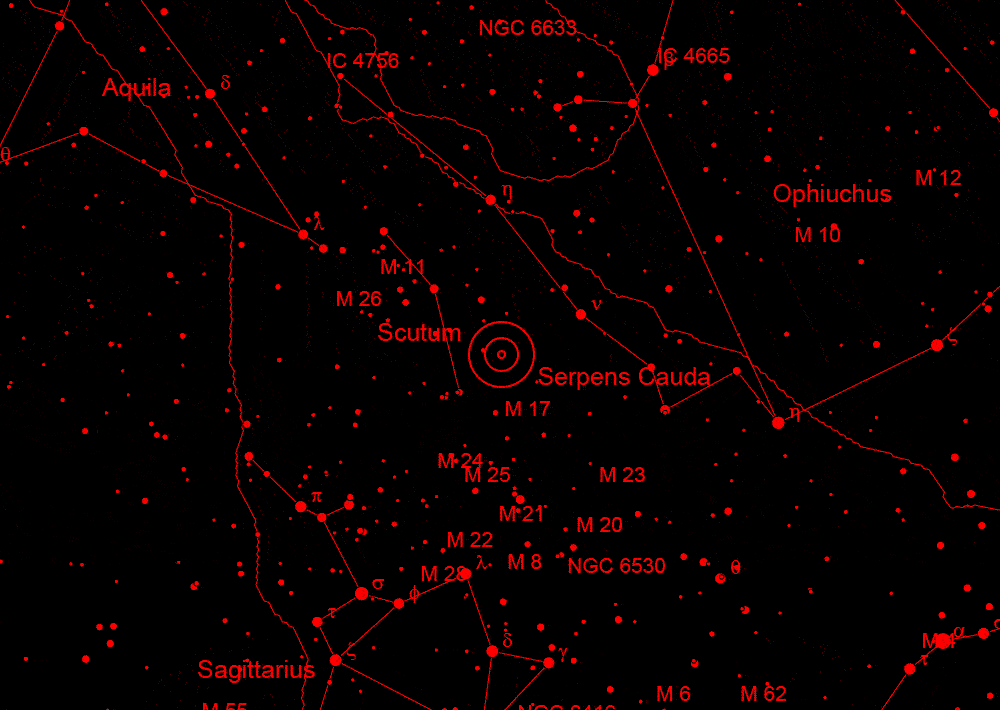 NGC 6633
IC 4756
IC 4665
β
Aquila
δ
θ
M 12
η
Ophiuchus
λ
M 10
M 11
M 26
ν
Scutum
ζ
Serpens Cauda
M 17
η
M 24
M 25
M 23
π
M 21
M 20
M 22
λ
M 8
NGC 6530
θ
M 28
σ
φ
τ
α
σ
M 4
δ
γ
ζ
τ
Sagittarius
M 6
M 62
M 55